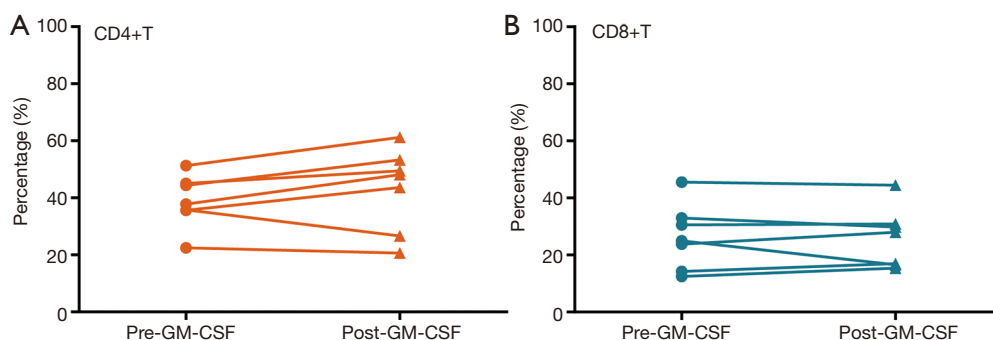 A
CD4+T
Percentage (%)
100
80
60
40
20
0
Pre-GM-CSF
Post-GM-CSF
B
CD8+T
Percentage (%)
100
80
60
40
20
0
Pre-GM-CSF
Post-GM-CSF